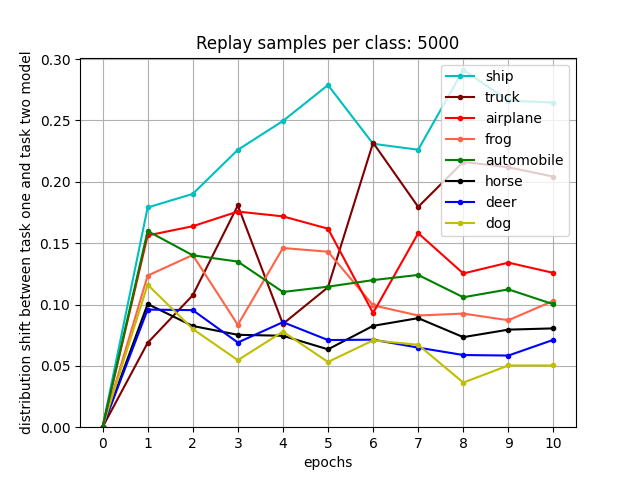 Replay samples per class: 5000
distribution shift between task one and task two model
0.30
0.25
0.20
0.15
0.10
0.05
0.00
ship
truck
airplane
frog
automobile
horse
deer
dog
0 1 2 3 4 5 6 7 8 9 10
epochs